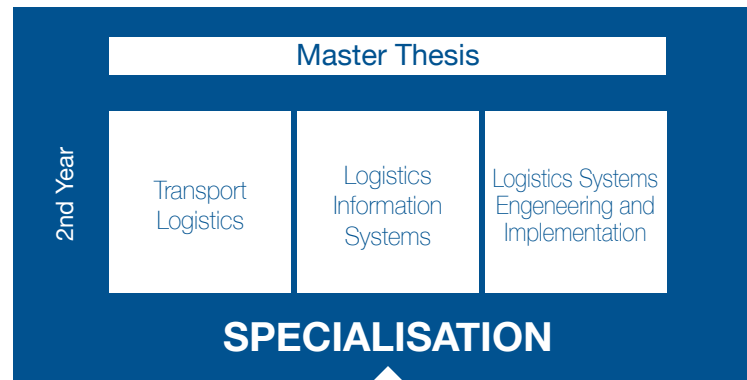 Master Thesis
2nd Year
Transport
Logistics
Logistics
Information
Systems
Logistics Systems
Engeneering and
Implementation
SPECIALISATION